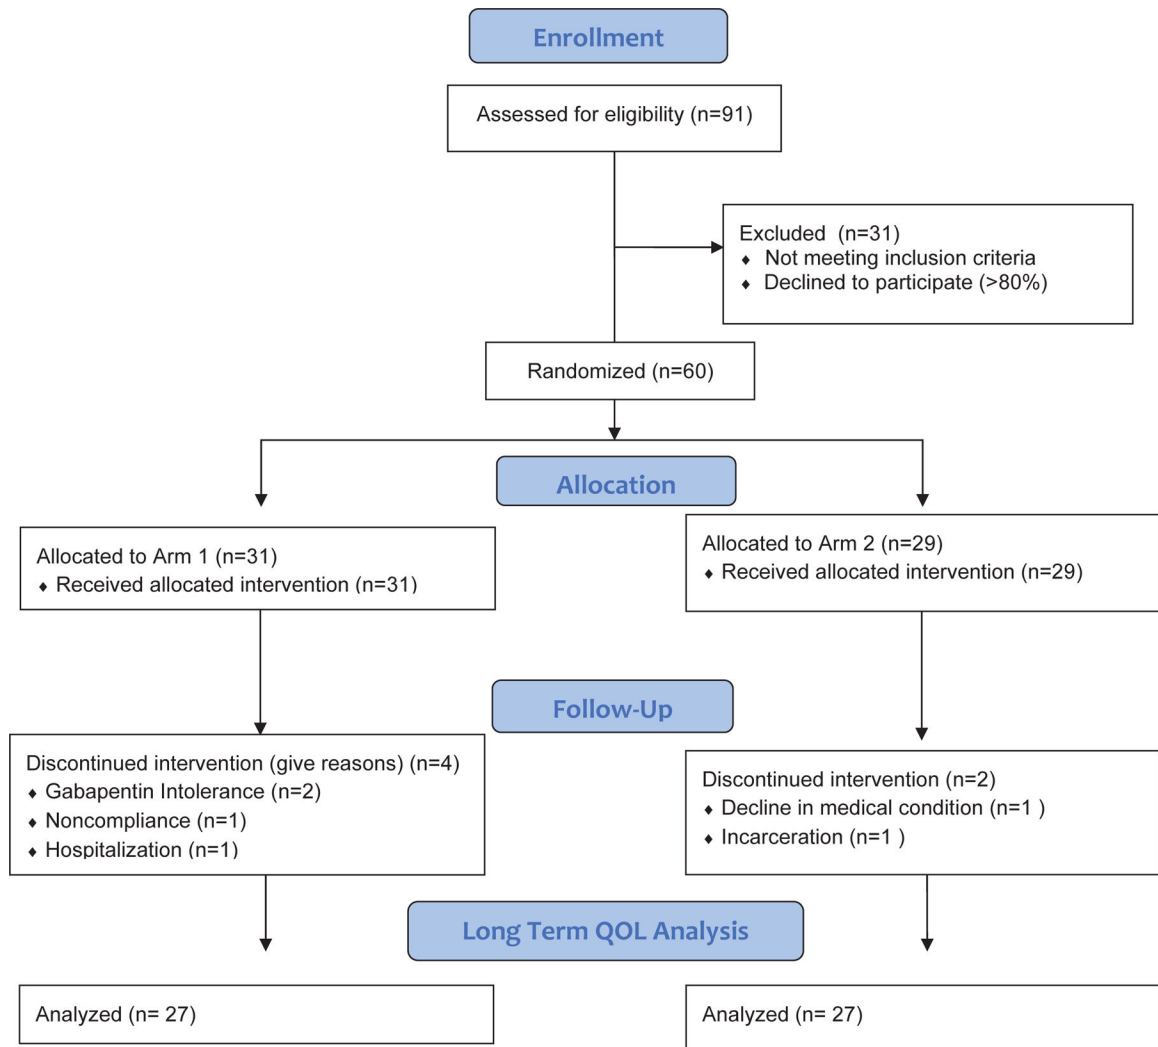 Enrollment
Assessed for eligibility (n=91)
Excluded (n=31)
♦ Not meeting inclusion criteria
♦ Declined to participate (>80%)
Randomized (n=60)
Allocation
Allocated to Arm 1 (n=31)
♦ Received allocated intervention (n=31)
Allocated to Arm 2 (n=29)
♦ Received allocated intervention (n=29)
Follow-Up
Discontinued intervention (give reasons) (n=4)
♦ Gabapentin Intolerance (n=2)
♦ Noncompliance (n=1)
♦ Hospitalization (n=1)
Discontinued intervention (n=2)
♦ Decline in medical condition (n=1 )
♦ Incarceration (n=1 )
Long Term QOL Analysis
Analyzed (n= 27)
Analyzed (n= 27)